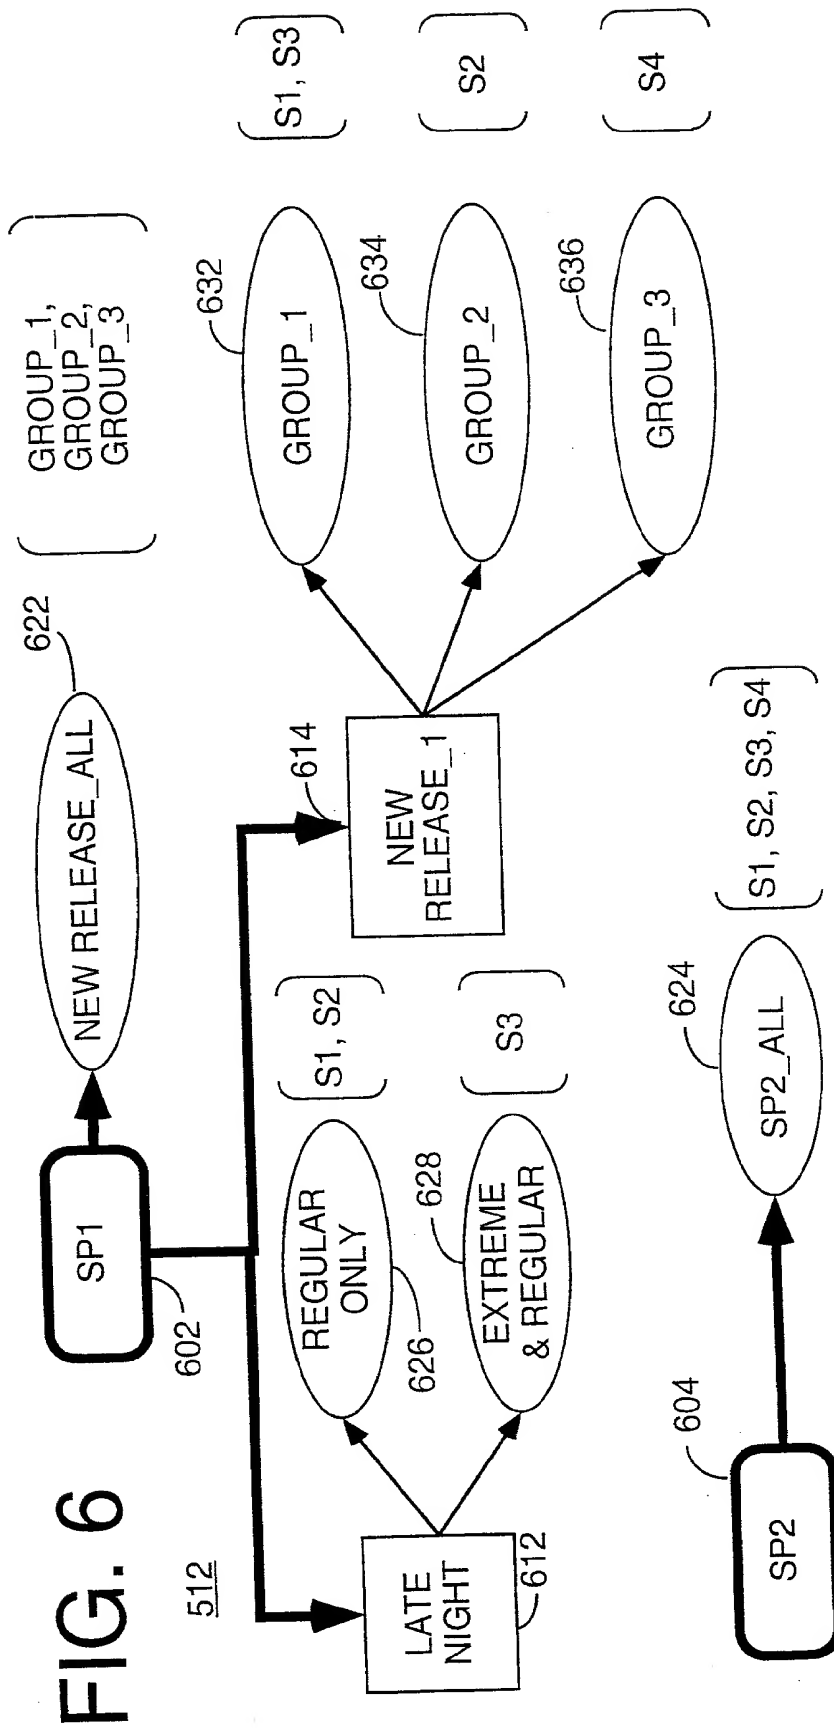 FIG. 6
512
SP1
602
NEW RELEASE_ALL
622
GROUP_1,
GROUP_2,
GROUP_3
LATE
NIGHT
612
REGULAR
ONLY
626
S1, S2
EXTREME
& REGULAR
628
S3
NEW
RELEASE_1
614
GROUP_1
632
S1, S3
GROUP_2
634
S2
GROUP_3
636
S4
SP2
604
SP2_ALL
624
S1, S2, S3, S4